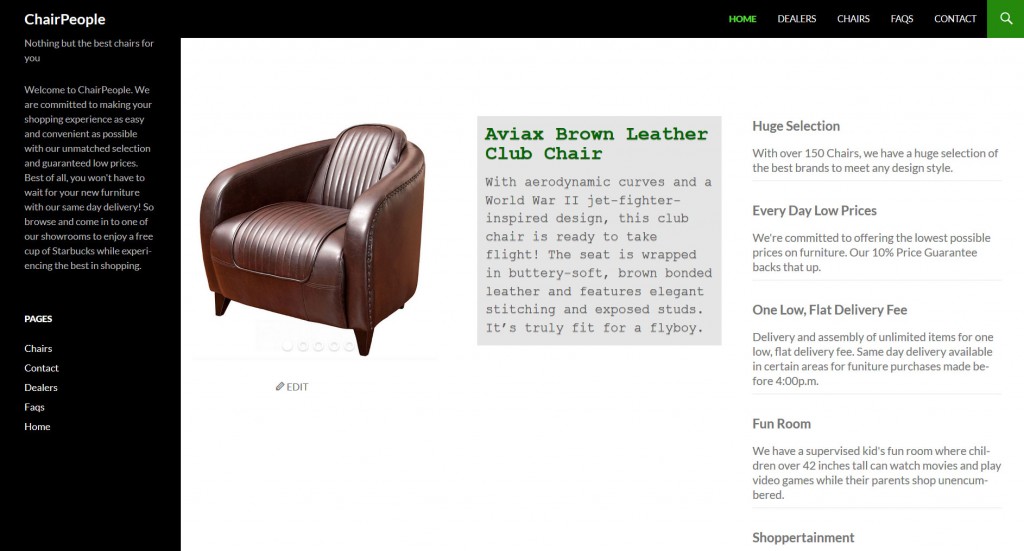 ChairPeople
HOME
DEALERS
CHAIRS
FAQS
CONTACT
Nothing but the best chairs for
you
Welcome to ChairPeople. We
are committed to making your
shopping experience as easy
and convenient as possible
with our unmatched selection
and guaranteed low prices.
Best of all, you won't have to
wait for your new furniture
with our same day delivery! So
browse and come in to one of
our showrooms to enjoy a free
cup of Starbucks while experi-
encing the best in shopping.
PAGES
Chairs
Contact
Dealers
Faqs
Home
EDIT
Aviax Brown Leather
Club Chair
With aerodynamic curves and a
World War II jet-fighter-
inspired design, this club
chair is ready to take
flight! The seat is wrapped
in buttery-soft, brown bonded
leather and features elegant
stitching and exposed studs.
It's truly fit for a flyboy.
Huge Selection
With over 150 Chairs, we have a huge selection of
the best brands to meet any design style.
Every Day Low Prices
We're committed to offering the lowest possible
prices on furniture. Our 10% Price Guarantee
backs that up.
One Low, Flat Delivery Fee
Delivery and assembly of unlimited items for one
low, flat delivery fee. Same day delivery available
in certain areas for funiture purchases made be-
fore 4:00p.m.
Fun Room
We have a supervised kid's fun room where chil-
dren over 42 inches tall can watch movies and play
video games while their parents shop unencum-
bered.
Shoppertainment